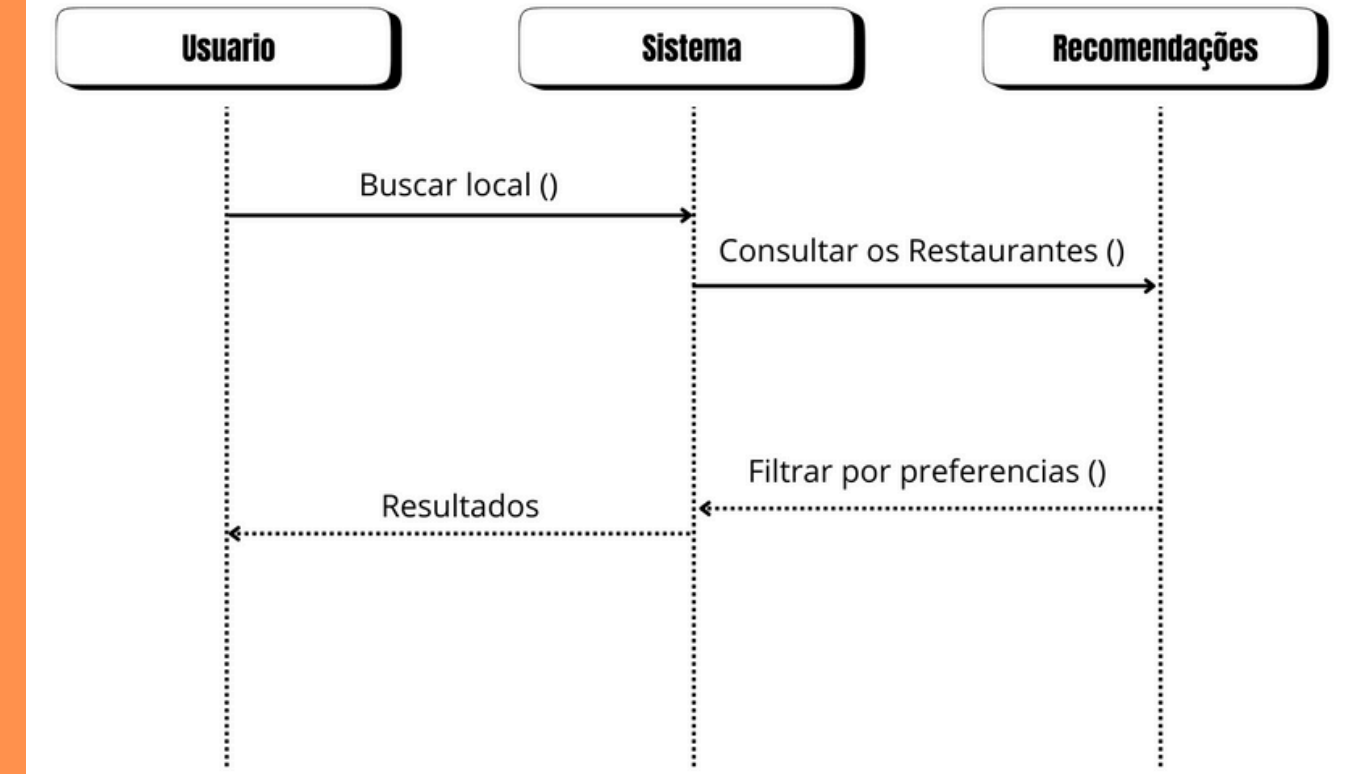 Usuario
Sistema
Recomendações
Buscar local ()
Consultar os Restaurantes ()
Filtrar por preferencias ()
Resultados